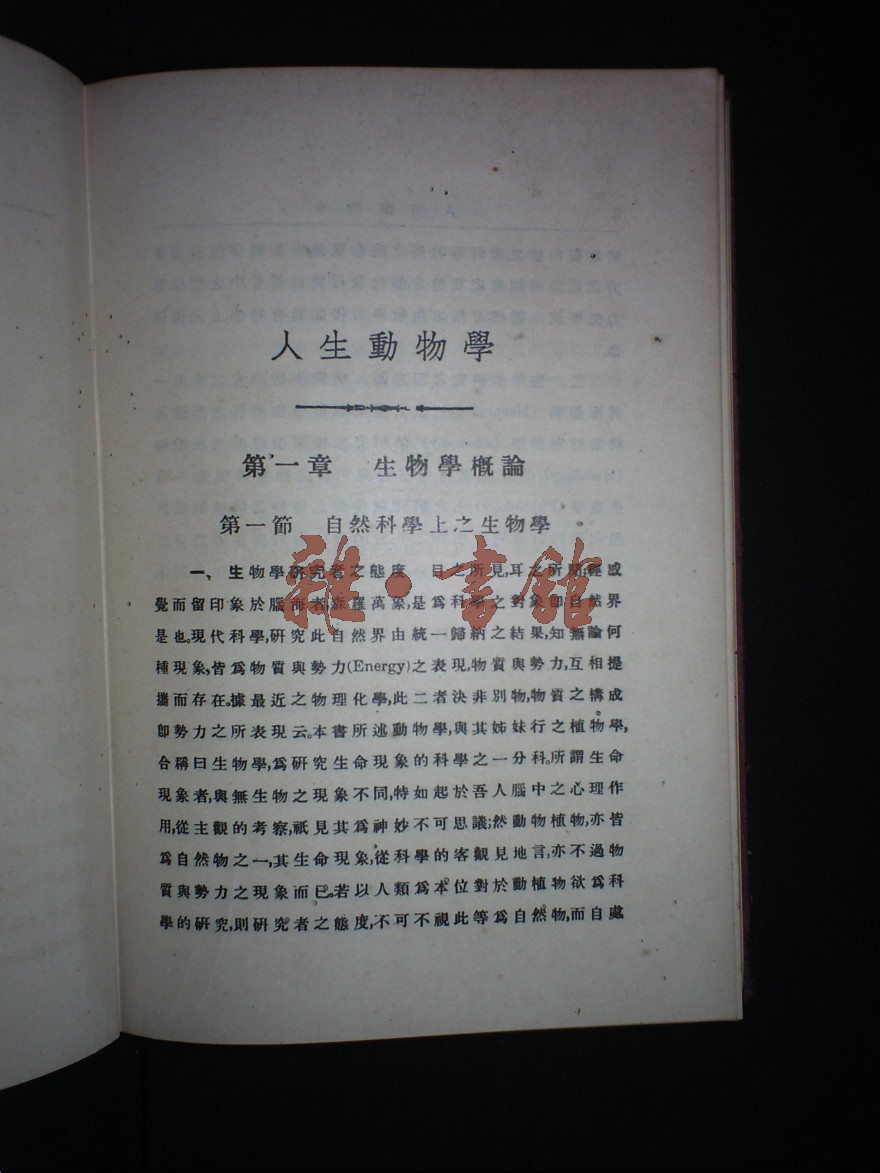 人生動物學
第一章 生物學概論
第一節 自然科學上之生物學
一、生物學研究者之態度 目之所見,耳之所聞,經感
覺而留印象於腦海者,森羅萬象,是爲科學之對象卽自然界
是也。現代科學,研究此自然界由統一歸納之結果,知無論何
種現象,皆爲物質與勢力(Energy)之表現,物質與勢力,互相提
攜而存在。據最近之物理化學,此二者決非別物,物質之構成
卽勢力之所表現云。本書所述動物學,與其姊妹行之植物學,
合稱曰生物學,爲研究生命現象的科學之一分科。所謂生命
現象者,與無生物之現象不同,特如起於吾人腦中之心理作
用,從主觀的考察,祇見其爲神妙不可思議;然動物植物,亦皆
爲自然物之一,其生命現象,從科學的客觀見地言,亦不過物
質與勢力之現象而已。若以人類爲本位對於動植物欲爲科
學的研究,則研究者之態度,不可不視此等爲自然物,而自處
雜·書館